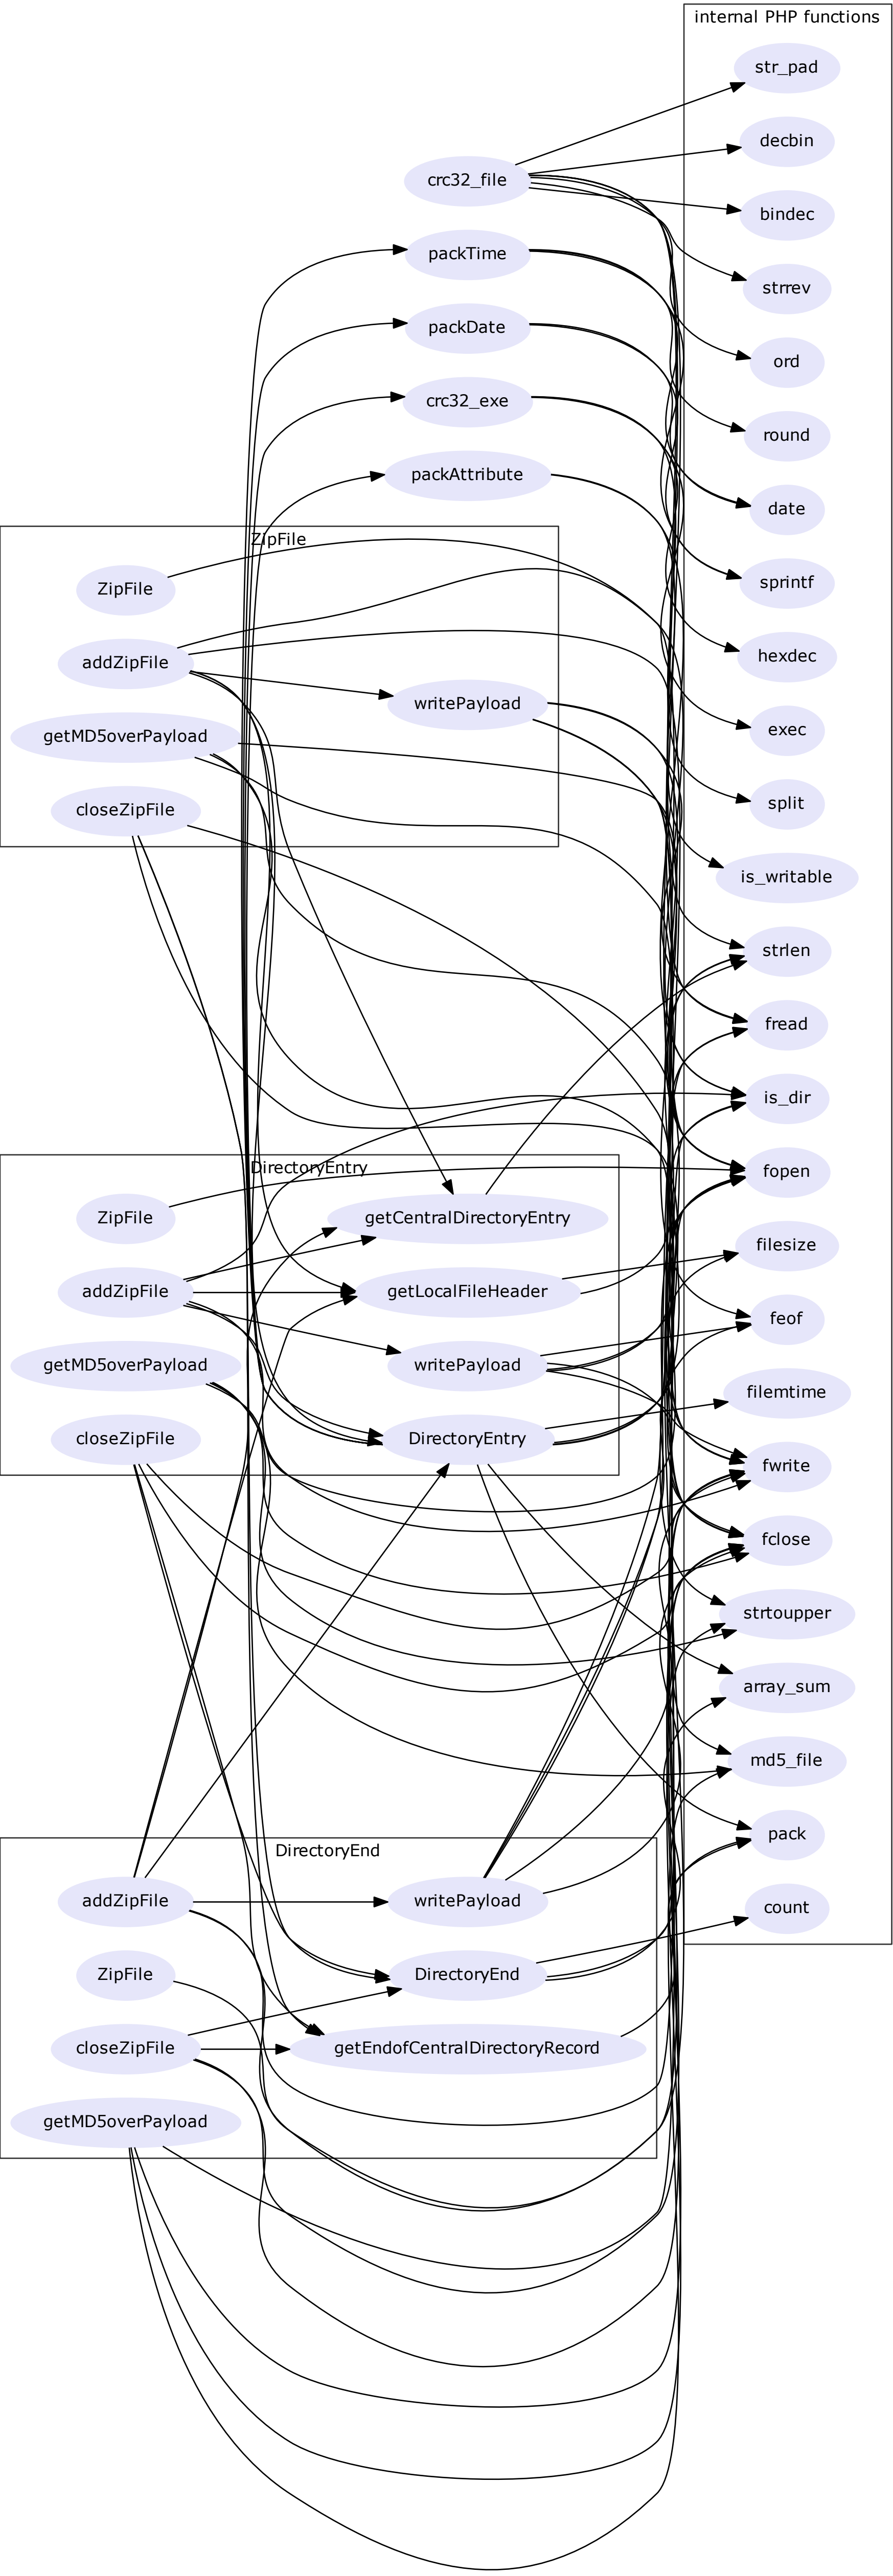 internal PHP functions
str_pad
decbin
crc32_file
bindec
packTime
strrev
packDate
ord
crc32_exe
round
packAttribute
date
ZipFile
ZipFile
sprintf
addZipFile
hexdec
writePayload
getMD5overPayload
exec
closeZipFile
split
is_writable
strlen
fread
is_dir
DirectoryEntry
fopen
ZipFile
getCentralDirectoryEntry
filesize
addZipFile
getLocalFileHeader
feof
getMD5overPayload
writePayload
filemtime
closeZipFile
DirectoryEntry
fwrite
fclose
strtoupper
array_sum
md5_file
pack
DirectoryEnd
addZipFile
writePayload
count
ZipFile
DirectoryEnd
closeZipFile
getEndofCentralDirectoryRecord
getMD5overPayload